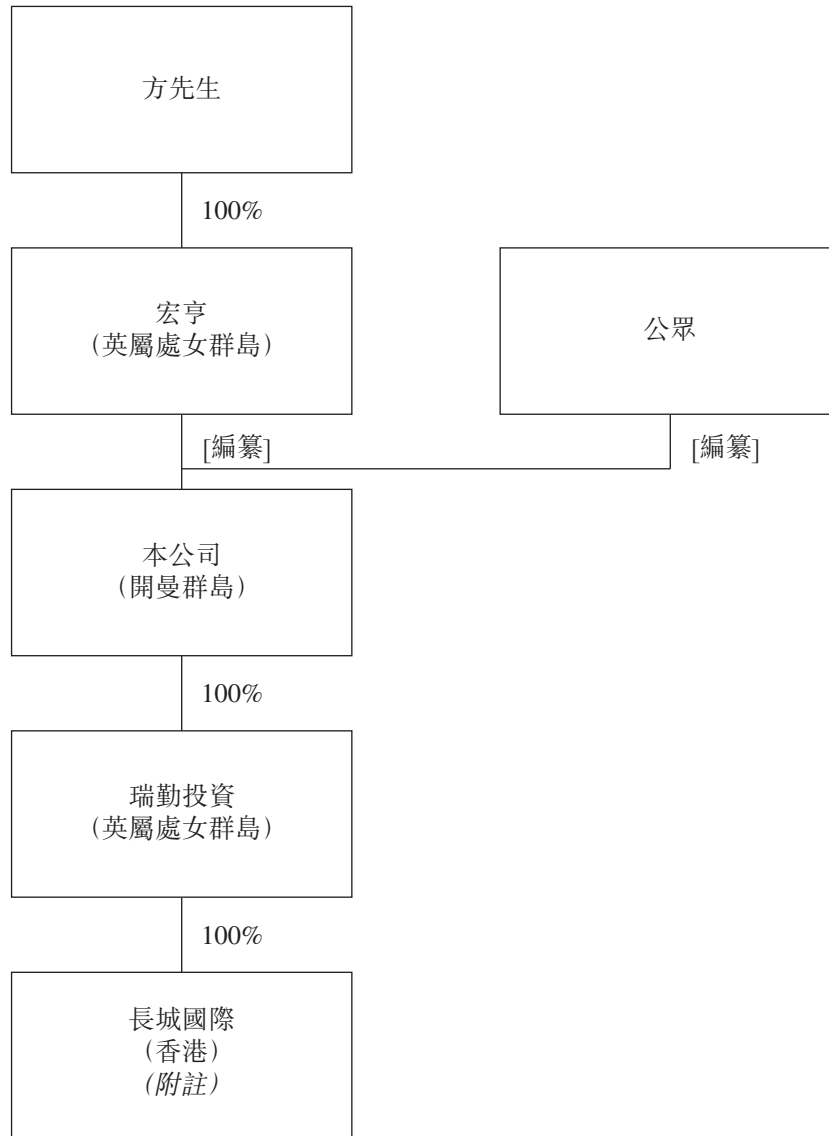 方先生
100%
宏亨
（英屬處女群島）
公眾
[編纂]
[編纂]
本公司
（開曼群島）
100%
瑞勤投資
（英屬處女群島）
100%
長城國際
（香港）
（附註）